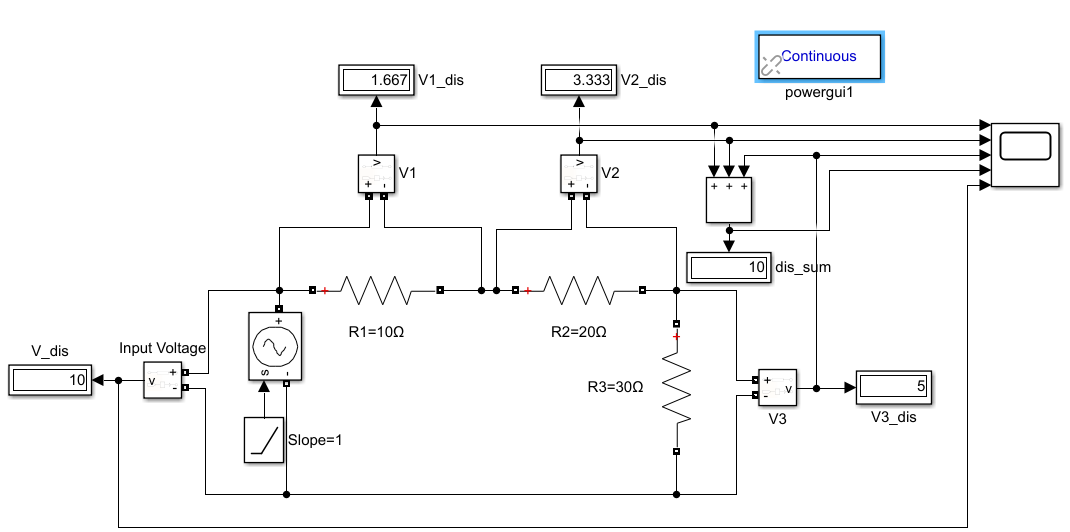 Continuous
powergui1
1.667
V1_dis
3.333
V2_dis
V1
+ -
V2
+ -
+ + +
10
dis_sum
+
R1=10Ω
+
R2=20Ω
V_dis
10
Input Voltage
v
+
-
+
s
-
Slope=1
+
R3=30Ω
+
-
v
V3
5
V3_dis